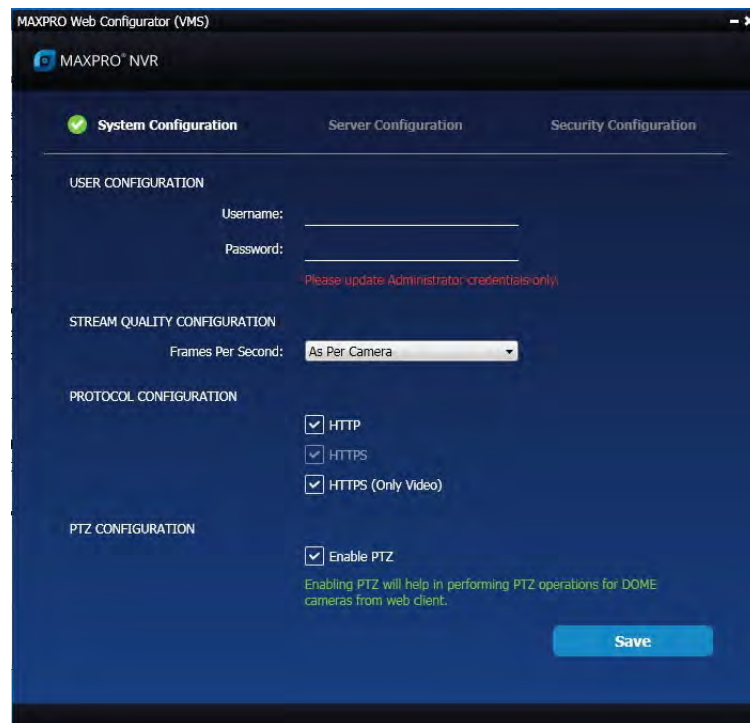 MAXPRO Web Configurator (VMS)
MAXPRO® NVR
System Configuration
Server Configuration
Security Configuration
USER CONFIGURATION
Username:
Password:
Please update Administrator credentials only.
STREAM QUALITY CONFIGURATION
Frames Per Second:
As Per Camera
PROTOCOL CONFIGURATION
HTTP
HTTPS
HTTPS (Only Video)
PTZ CONFIGURATION
Enable PTZ
Enabling PTZ will help in performing PTZ operations for DOME
cameras from web client.
Save